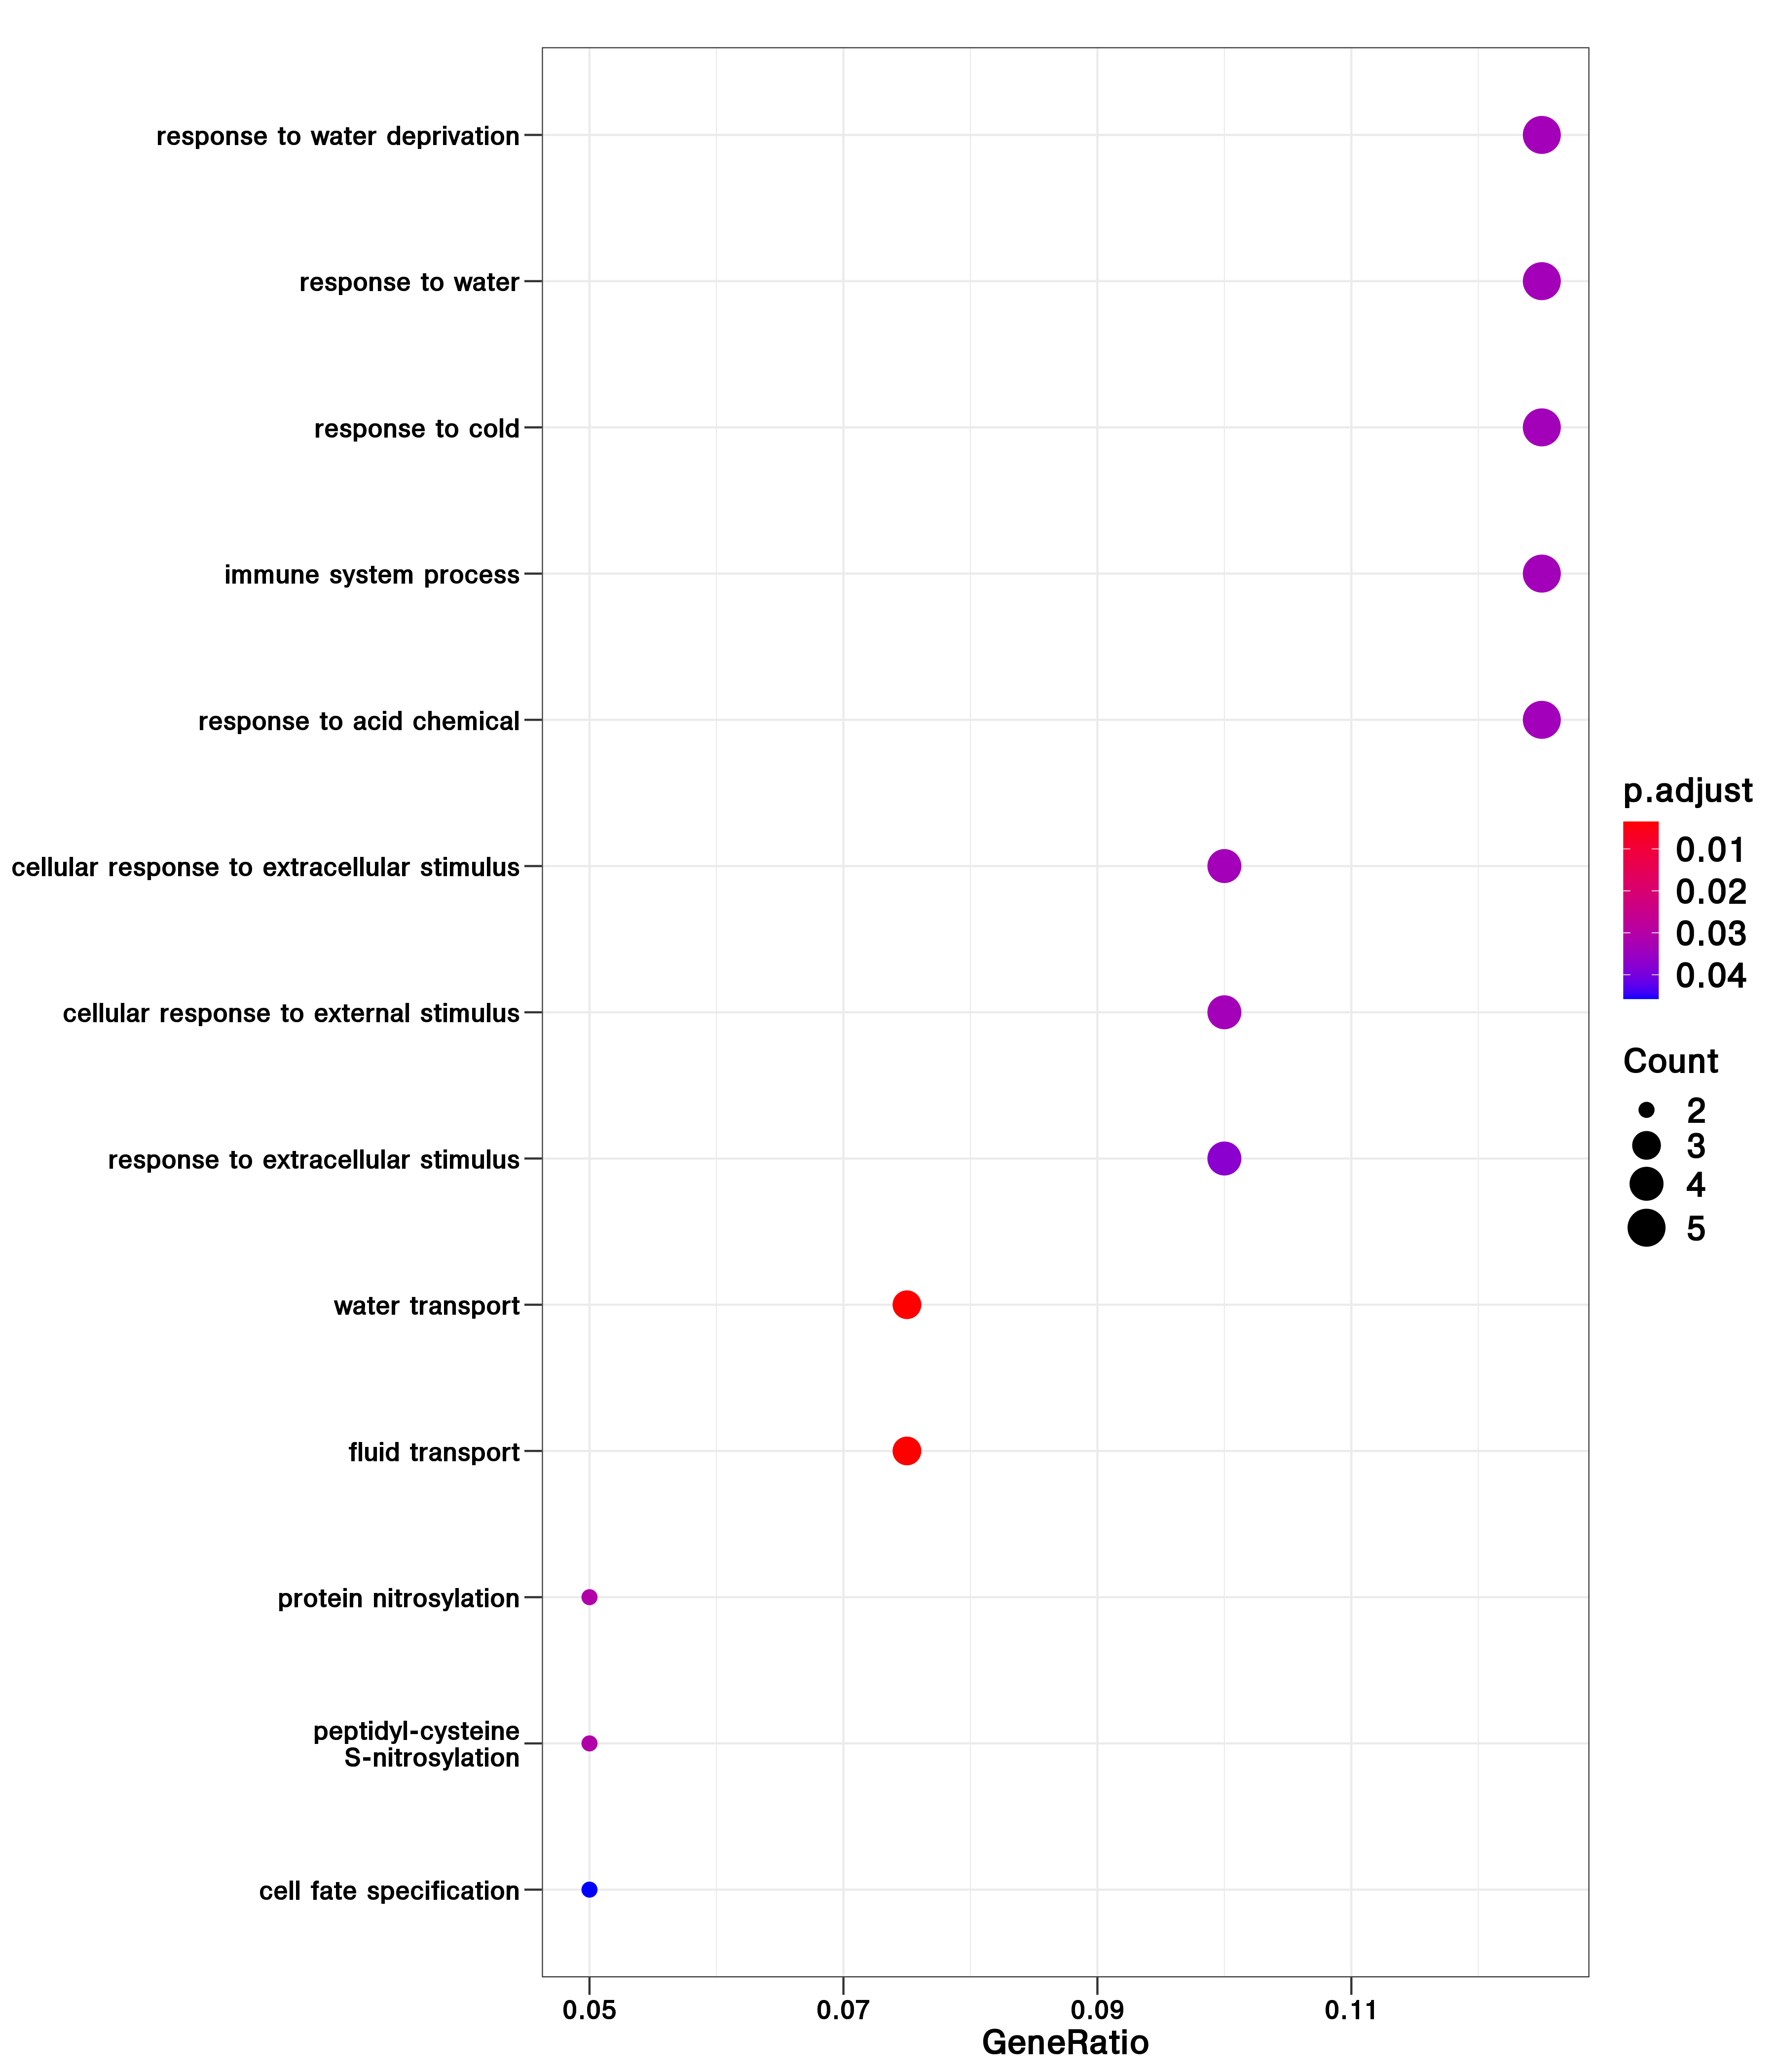 response to water deprivation
response to water
response to cold
immune system process
response to acid chemical
cellular response to extracellular stimulus
cellular response to external stimulus
response to extracellular stimulus
water transport
fluid transport
protein nitrosylation
peptidyl-cysteine
S-nitrosylation
cell fate specification
0.05
0.07
0.09
0.11
GeneRatio
p.adjust
0.01
0.02
0.03
0.04
Count
2
3
4
5